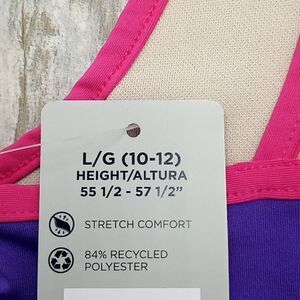 L/G (10-12)
HEIGHT/ALTURA
55 1/2 - 57 1/2"
STRETCH COMFORT
84% RECYCLED
POLYESTER